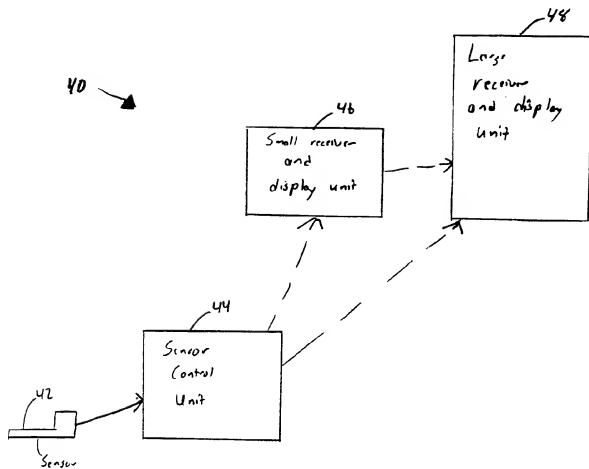 48
Large
receiver
and display
unit
40
46
Small receiver
and
display unit
44
Sensor
Control
Unit
42
Sensor